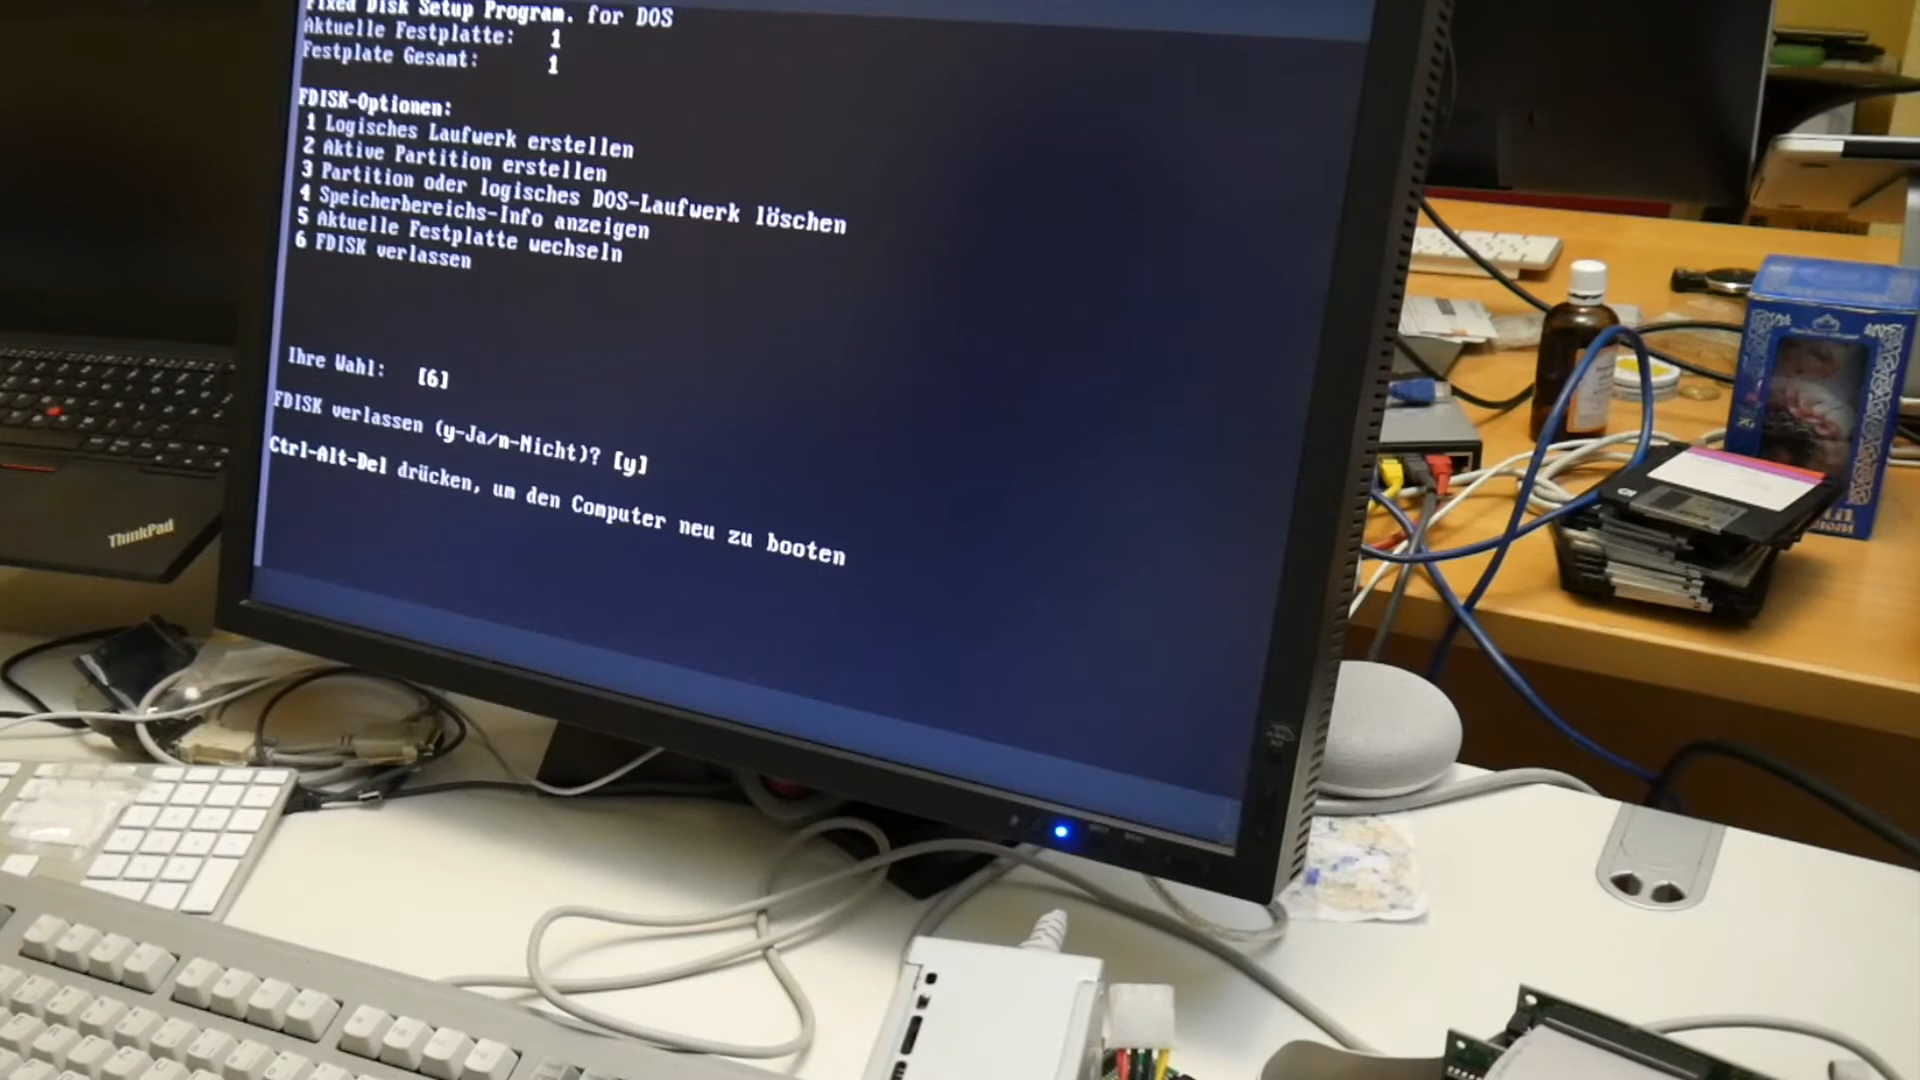 Fixed Disk Setup Program. for DOS
Aktuelle Festplatte: 1
Festplate Gesamt: 1
FDISK-Optionen:
1 Logisches Laufwerk erstellen
2 Aktive Partition erstellen
3 Partition oder logisches DOS-Laufwerk löschen
4 Speicherbereichs-Info anzeigen
5 Aktuelle Festplatte wechseln
6 FDISK verlassen
Ihre Wahl: [6]
FDISK verlassen (y-Ja/n-Nicht)? [y]
Ctrl-Alt-Del drücken, um den Computer neu zu booten
ThinkPad